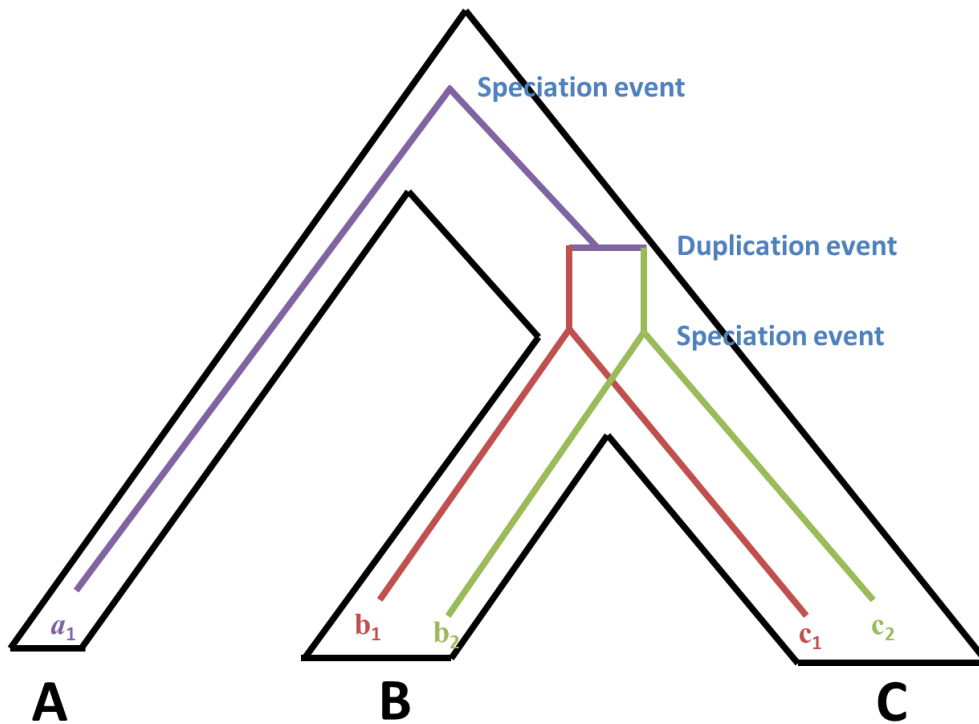 Speciation event
Duplication event
Speciation event
a₁
b₁
b₂
c₁
c₂
A
B
C